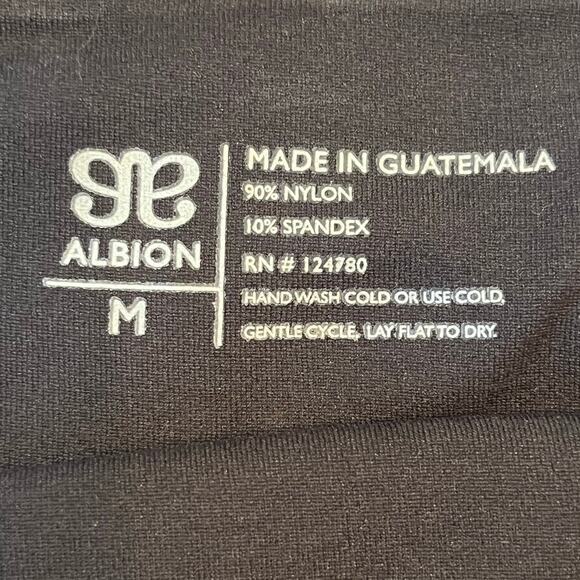 ALBION
M
MADE IN GUATEMALA
90% NYLON
10% SPANDEX
RN # 124780
HAND WASH COLD OR USE COLD,
GENTLE CYCLE, LAY FLAT TO DRY.